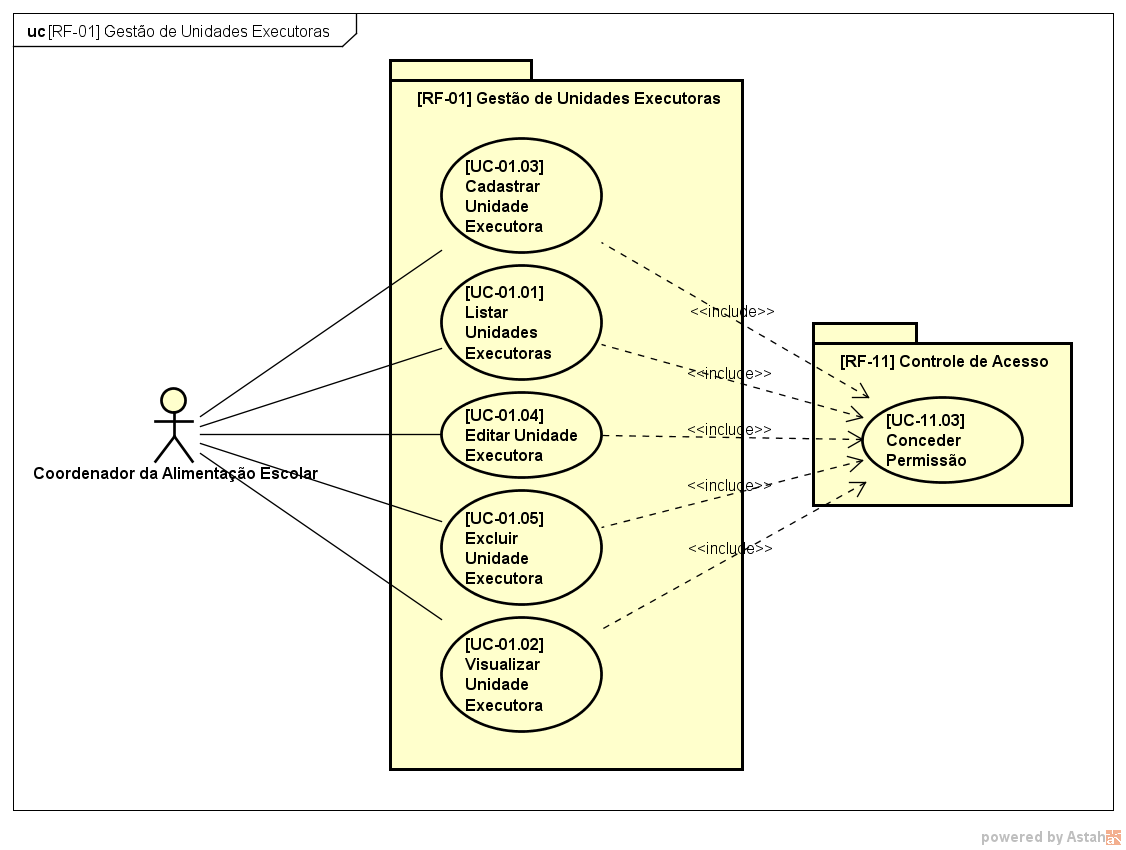 uc [RF-01] Gestão de Unidades Executoras
[RF-01] Gestão de Unidades Executoras
[UC-01.03]
Cadastrar
Unidade
Executora
[UC-01.01]
Listar
Unidades
Executoras
[UC-01.04]
Editar Unidade
Executora
[UC-01.05]
Excluir
Unidade
Executora
[UC-01.02]
Visualizar
Unidade
Executora
Coordenador da Alimentação Escolar
<<include>>
<<include>>
<<include>>
<<include>>
<<include>>
[RF-11] Controle de Acesso
[UC-11.03]
Conceder
Permissão
powered by Astah